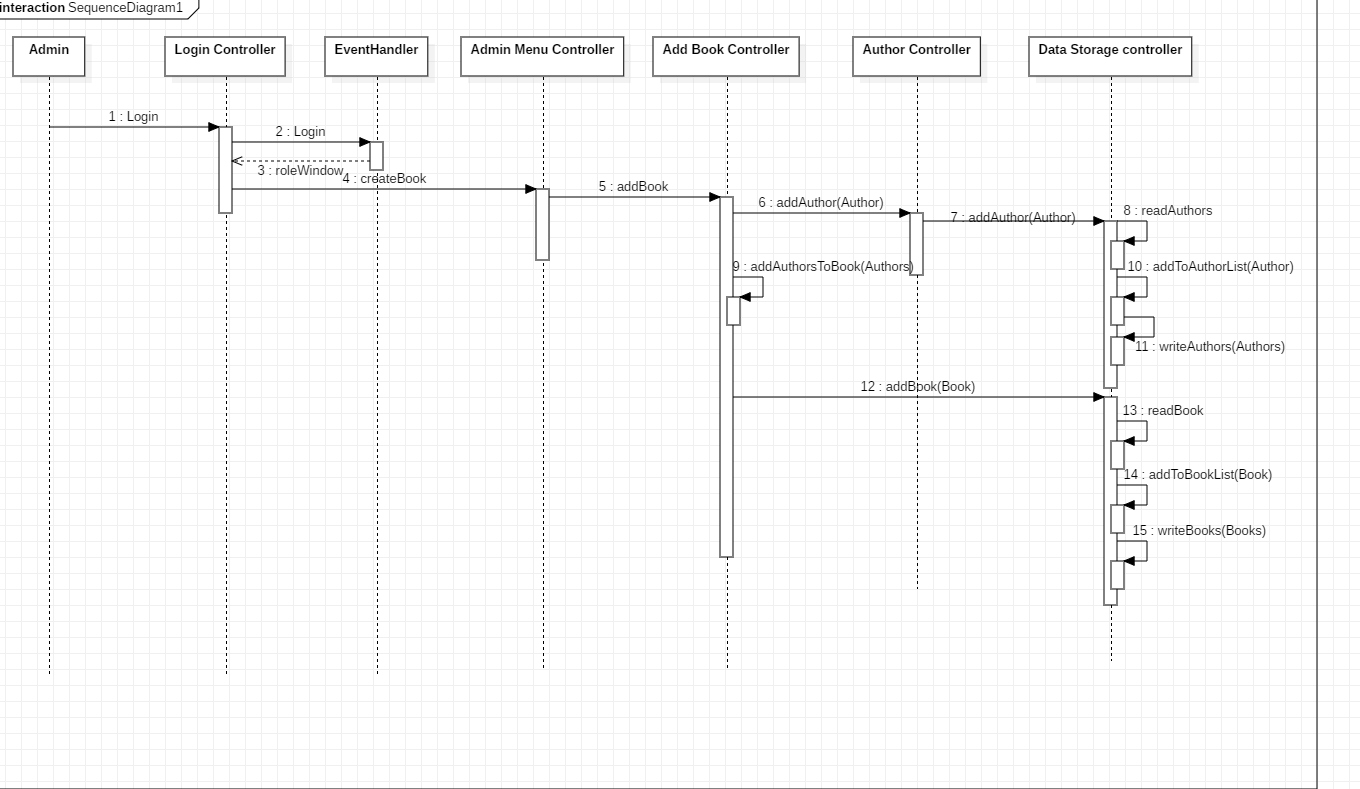 interaction SequenceDiagram1
Admin
Login Controller
EventHandler
Admin Menu Controller
Add Book Controller
Author Controller
Data Storage controller
1 : Login
2 : Login
3 : roleWindow
4 : createBook
5 : addBook
6 : addAuthor(Author)
7 : addAuthor(Author)
8 : readAuthors
9 : addAuthorsToBook(Authors)
10 : addToAuthorList(Author)
11 : writeAuthors(Authors)
12 : addBook(Book)
13 : readBook
14 : addToBookList(Book)
15 : writeBooks(Books)